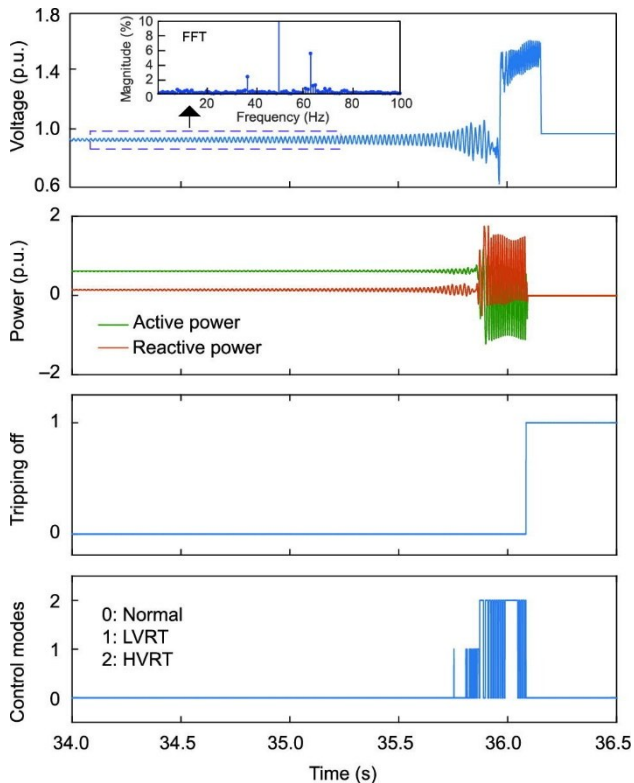 1.8
1.4
1.0
0.6
Voltage (p.u.)
10
8
6
4
2
0
Magnitude (%)
FFT
20 40 60 80 100
Frequency (Hz)
2
0
−2
Power (p.u.)
Active power
Reactive power
1
0
Tripping off
2
1
0
Control modes
0: Normal
1: LVRT
2: HVRT
34.0 34.5 35.0 35.5 36.0 36.5
Time (s)